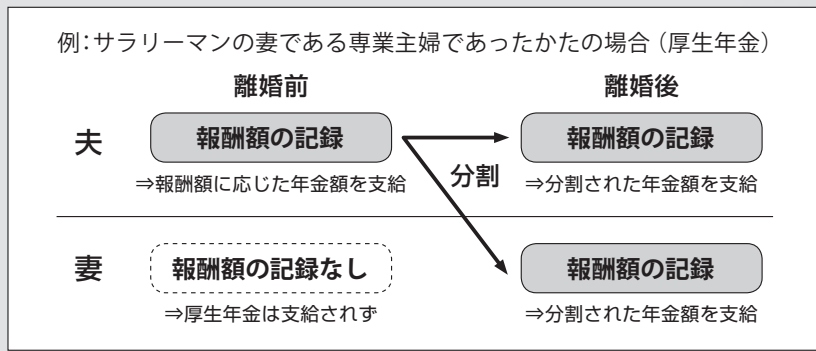 例：サラリーマンの妻である専業主婦であったかたの場合（厚生年金）
離婚前 離婚後
夫 報酬額の記録 報酬額の記録
⇒報酬額に応じた年金額を支給 分割 ⇒分割された年金額を支給
妻 報酬額の記録なし 報酬額の記録
⇒厚生年金は支給されず ⇒分割された年金額を支給